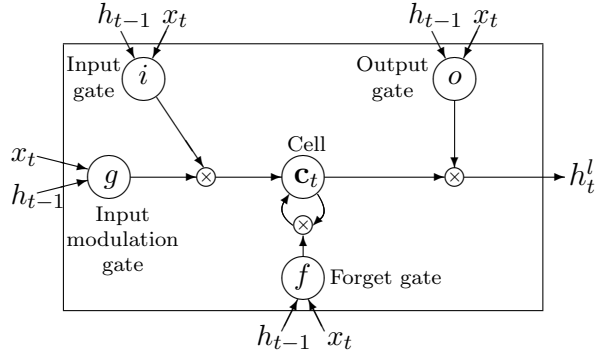 h_{t−1} x_t
h_{t−1} x_t
Input gate
i
Output gate
o
Cell
x_t
h_{t−1}
g
×
c_t
×
h_t^l
Input
modulation
gate
×
f
Forget gate
h_{t−1} x_t